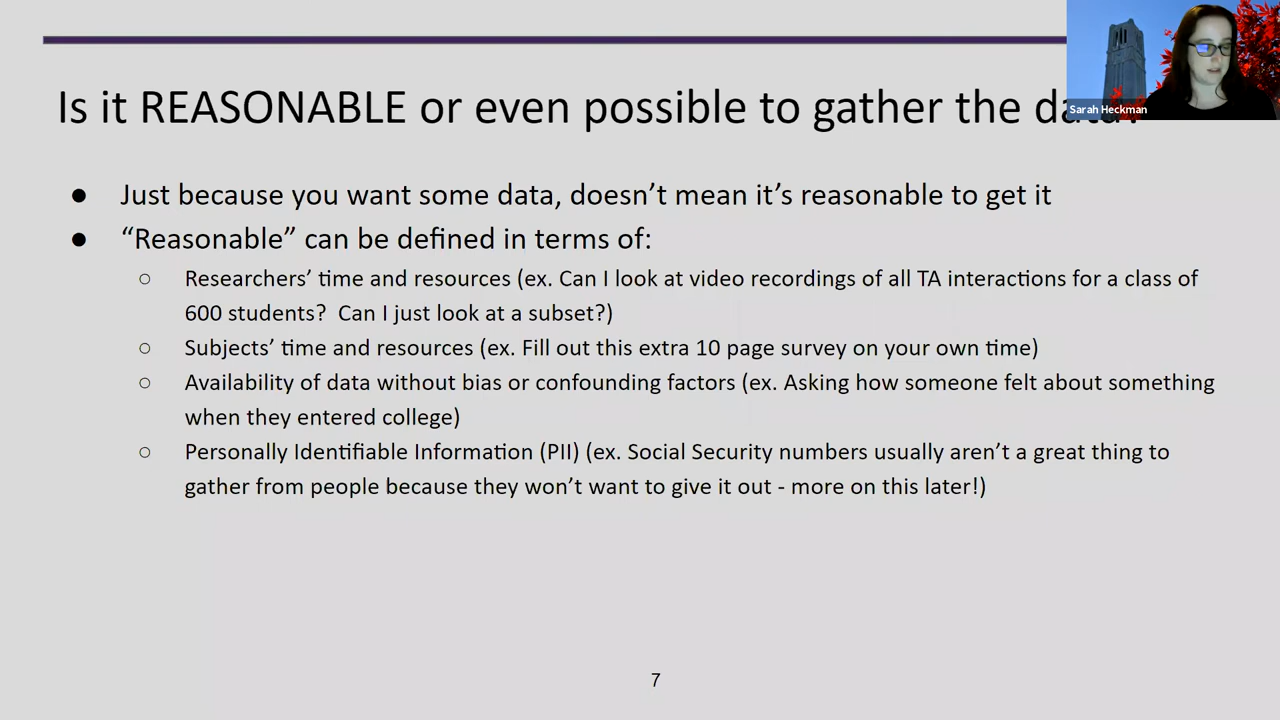 Is it REASONABLE or even possible to gather the data?
Sarah Heckman
● Just because you want some data, doesn’t mean it’s reasonable to get it
● “Reasonable” can be defined in terms of:
○ Researchers’ time and resources (ex. Can I look at video recordings of all TA interactions for a class of
600 students? Can I just look at a subset?)
○ Subjects’ time and resources (ex. Fill out this extra 10 page survey on your own time)
○ Availability of data without bias or confounding factors (ex. Asking how someone felt about something
when they entered college)
○ Personally Identifiable Information (PII) (ex. Social Security numbers usually aren’t a great thing to
gather from people because they won’t want to give it out - more on this later!)
7